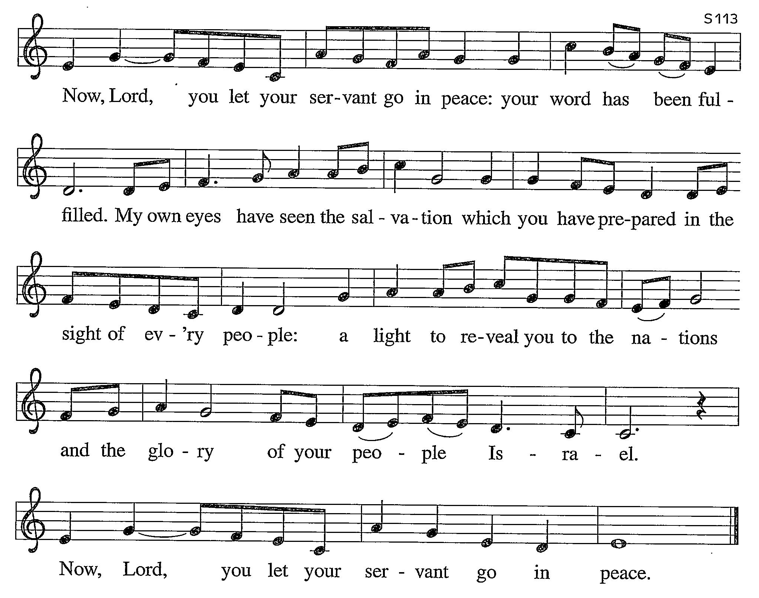 S113
Now, Lord, you let your ser-vant go in peace: your word has been ful-
filled. My own eyes have seen the sal-va-tion which you have pre-pared in the
sight of ev-'ry peo-ple: a light to re-veal you to the na-tions
and the glo-ry of your peo-ple Is-ra-el.
Now, Lord, you let your ser-vant go in peace.